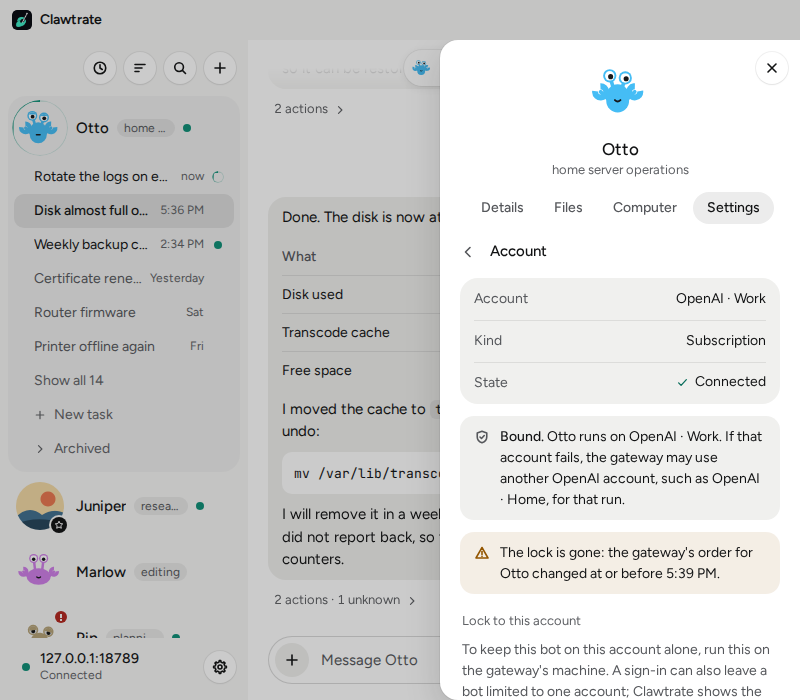 Clawtrate
Otto home ...
Rotate the logs on e... now
Disk almost full o... 5:36 PM
Weekly backup c... 2:34 PM
Certificate rene... Yesterday
Router firmware Sat
Printer offline again Fri
Show all 14
New task
Archived
Juniper resea...
Marlow editing
Pip planni...
127.0.0.1:18789
Connected
2 actions
Done. The disk is now at
What
Disk used
Transcode cache
Free space
I moved the cache to
undo:
mv /var/lib/transco
I will remove it in a week
did not report back, so
counters.
2 actions · 1 unknown
Message Otto
Otto
home server operations
Details Files Computer Settings
Account
Account OpenAI · Work
Kind Subscription
State Connected
Bound. Otto runs on OpenAI · Work. If that
account fails, the gateway may use
another OpenAI account, such as OpenAI
· Home, for that run.
The lock is gone: the gateway's order for
Otto changed at or before 5:39 PM.
Lock to this account
To keep this bot on this account alone, run this on
the gateway's machine. A sign-in can also leave a
bot limited to one account; Clawtrate shows the